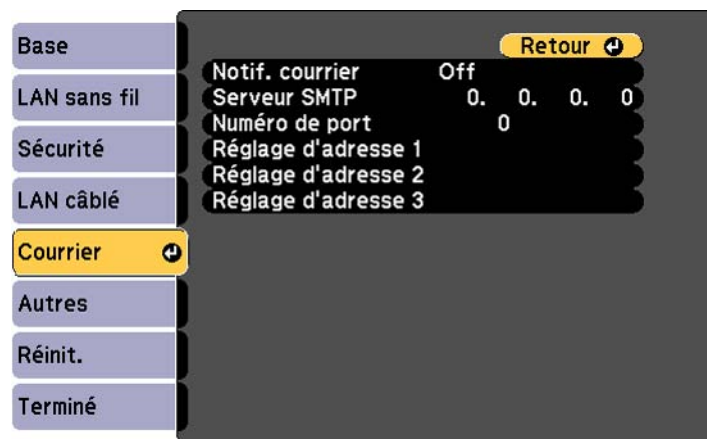 Base
LAN sans fil
Sécurité
LAN câblé
Courrier
Autres
Réinit.
Terminé
Retour
Notif. courrier Off
Serveur SMTP 0. 0. 0. 0
Numéro de port 0
Réglage d'adresse 1
Réglage d'adresse 2
Réglage d'adresse 3